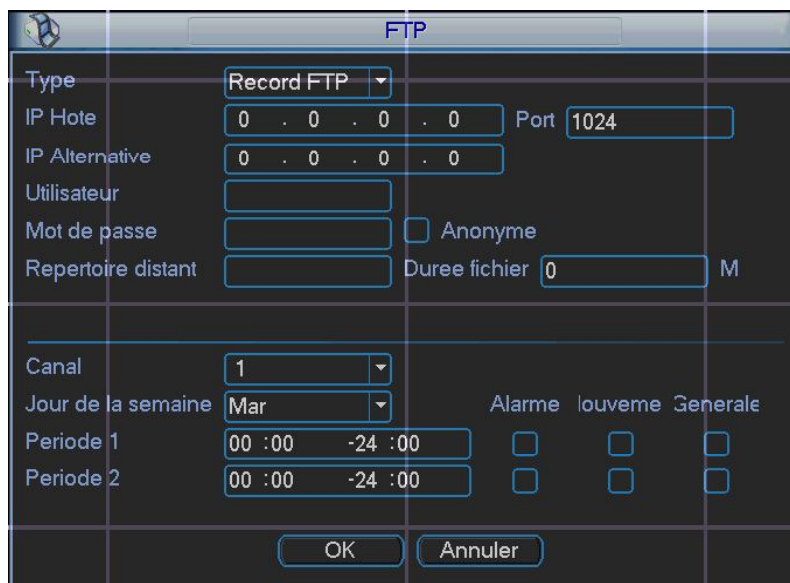 FTP
Type Record FTP
IP Hote 0 . 0 . 0 . 0 Port 1024
IP Alternative 0 . 0 . 0 . 0
Utilisateur
Mot de passe Anonyme
Repertoire distant Duree fichier 0 M
Canal 1
Jour de la semaine Mar Alarme louveme Generale
Periode 1 00 :00 -24 :00
Periode 2 00 :00 -24 :00
OK Annuler